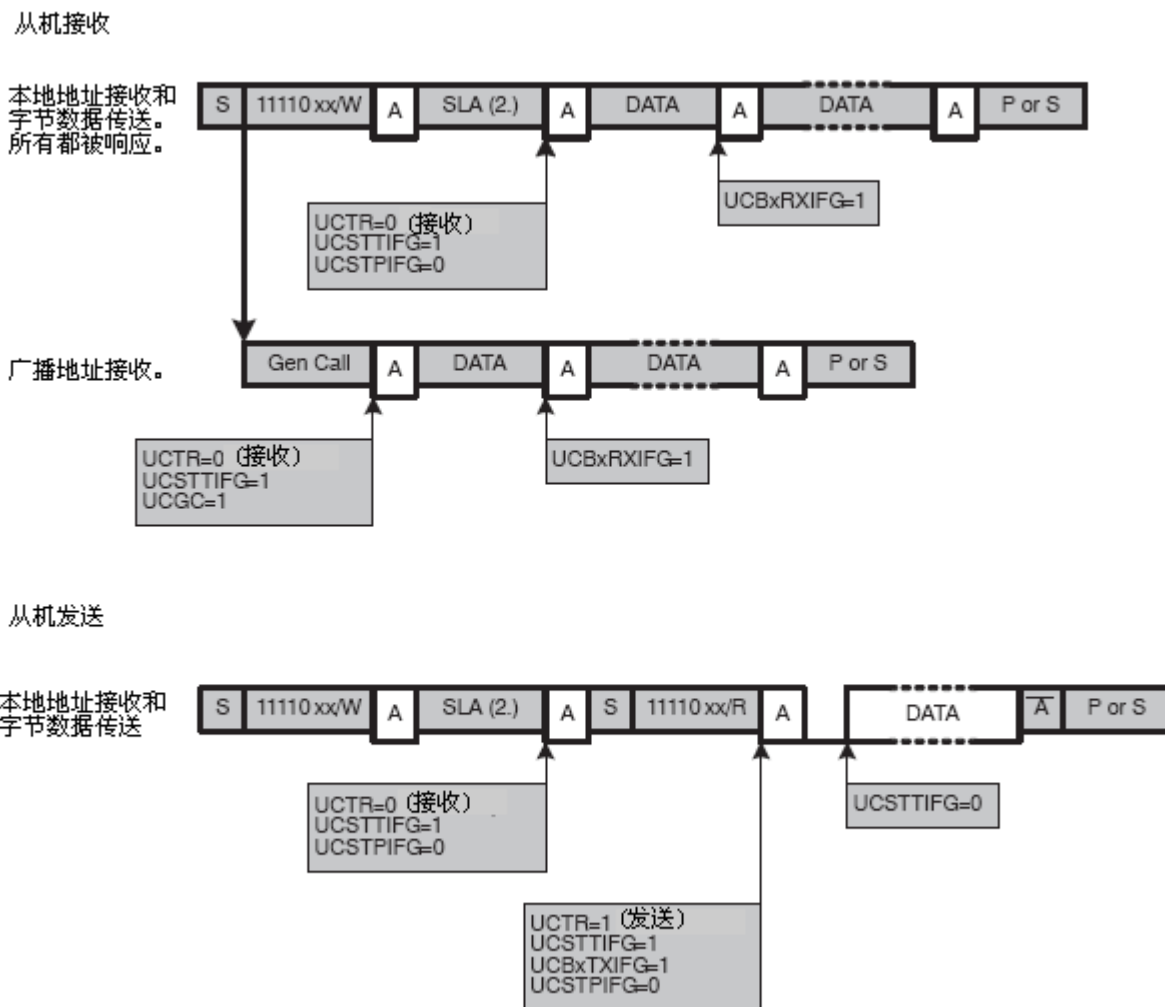 从机接收
本地地址接收和
字节数据传送。
所有都被响应。
S 11110 xx/W A SLA (2.) A DATA A DATA A P or S
UCTR=0 (接收)
UCSTTIFG=1
UCSTPIFG=0
UCBxRXIFG=1
广播地址接收。
Gen Call A DATA A DATA A P or S
UCTR=0 (接收)
UCSTTIFG=1
UCGC=1
UCBxRXIFG=1
从机发送
本地地址接收和
字节数据传送
S 11110 xx/W A SLA (2.) A S 11110 xx/R A DATA A̅ P or S
UCTR=0 (接收)
UCSTTIFG=1
UCSTPIFG=0
UCSTTIFG=0
UCTR=1 (发送)
UCSTTIFG=1
UCBxTXIFG=1
UCSTPIFG=0